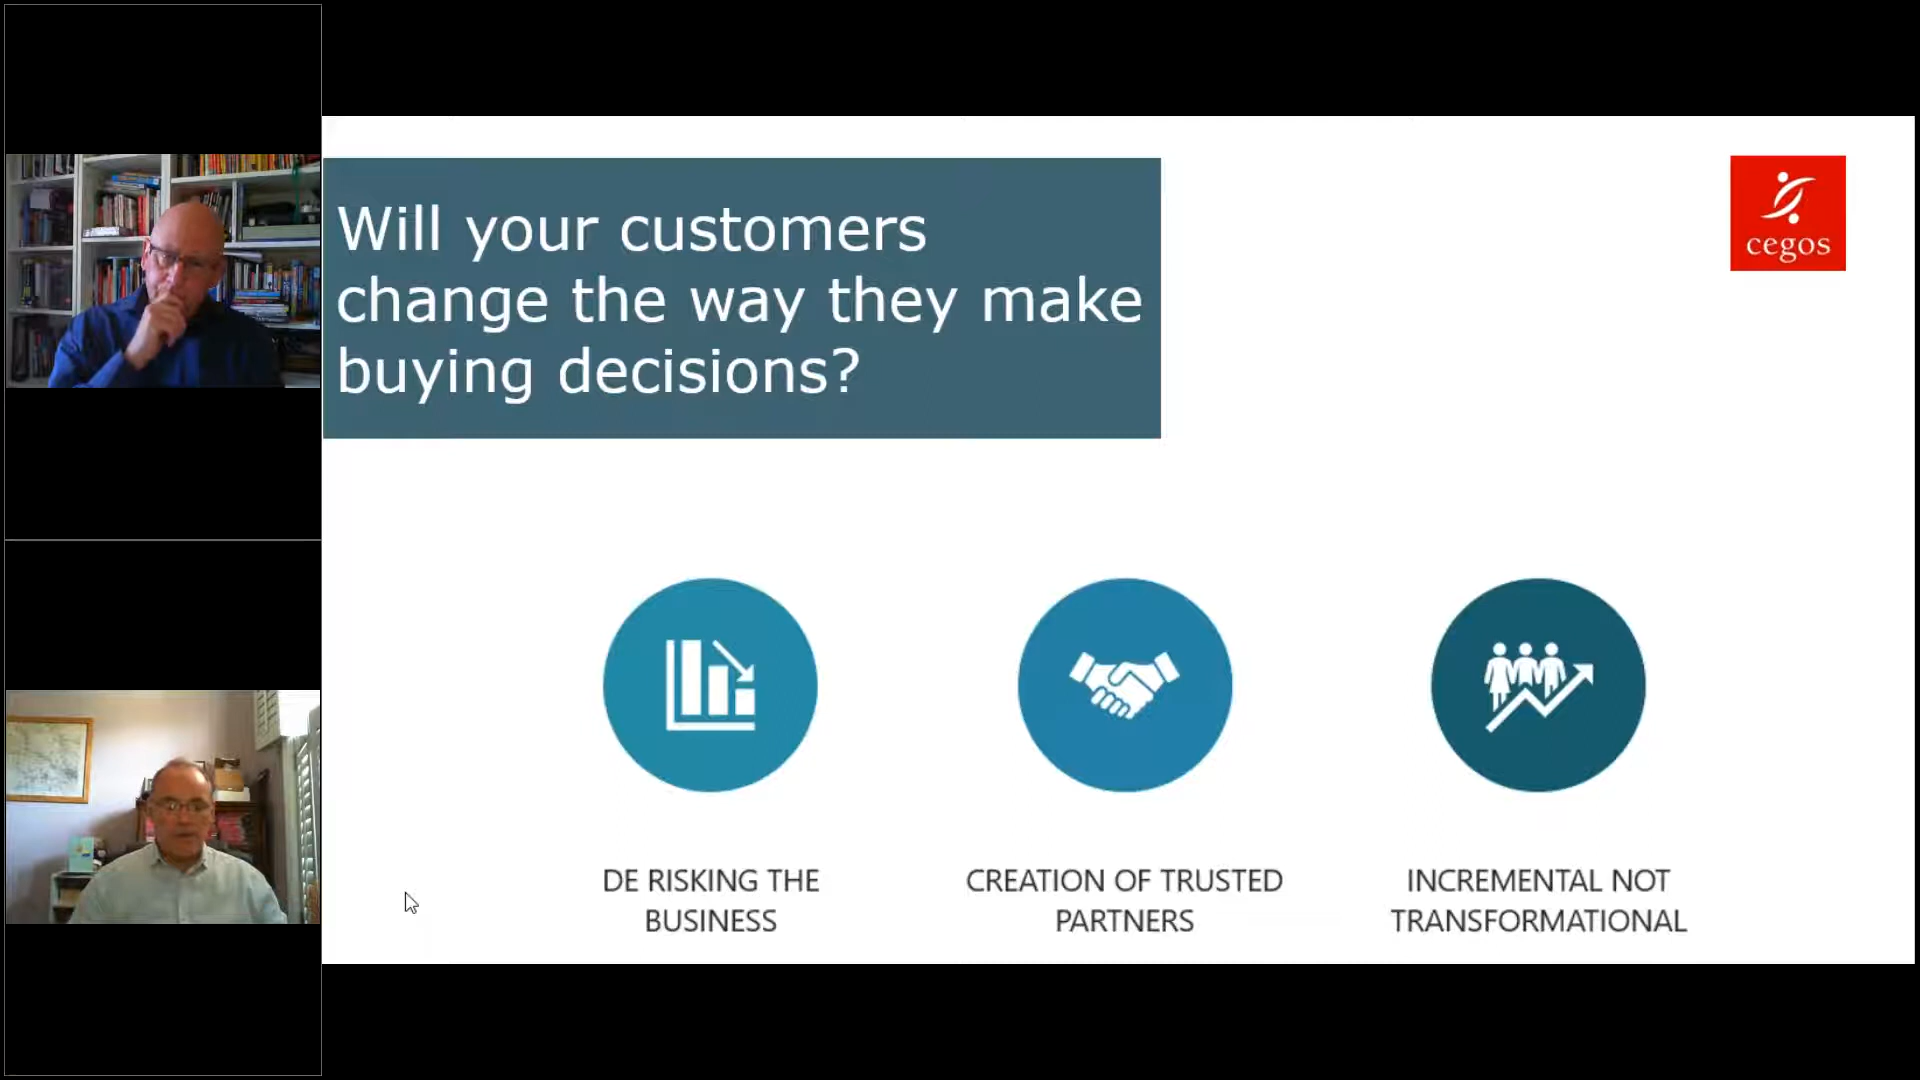 Will your customers
change the way they make
buying decisions?
cegos
DE RISKING THE
BUSINESS
CREATION OF TRUSTED
PARTNERS
INCREMENTAL NOT
TRANSFORMATIONAL